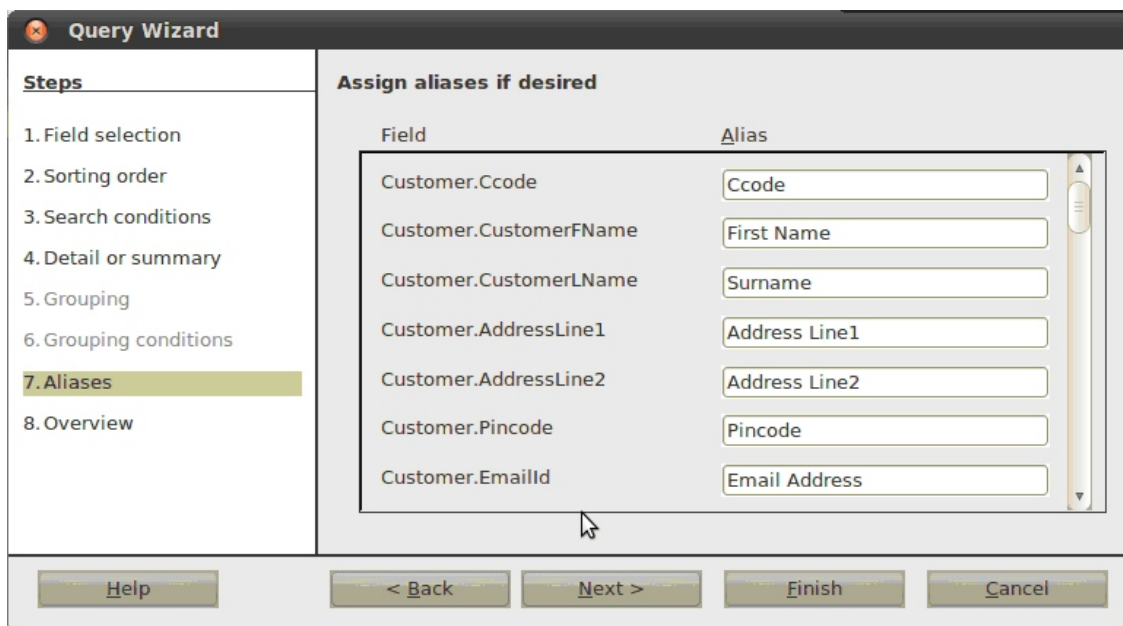 Query Wizard
Steps
1. Field selection
2. Sorting order
3. Search conditions
4. Detail or summary
5. Grouping
6. Grouping conditions
7. Aliases
8. Overview
Assign aliases if desired
Field Alias
Customer.Ccode Ccode
Customer.CustomerFName First Name
Customer.CustomerLName Surname
Customer.AddressLine1 Address Line1
Customer.AddressLine2 Address Line2
Customer.Pincode Pincode
Customer.EmailId Email Address
Help < Back Next > Finish Cancel